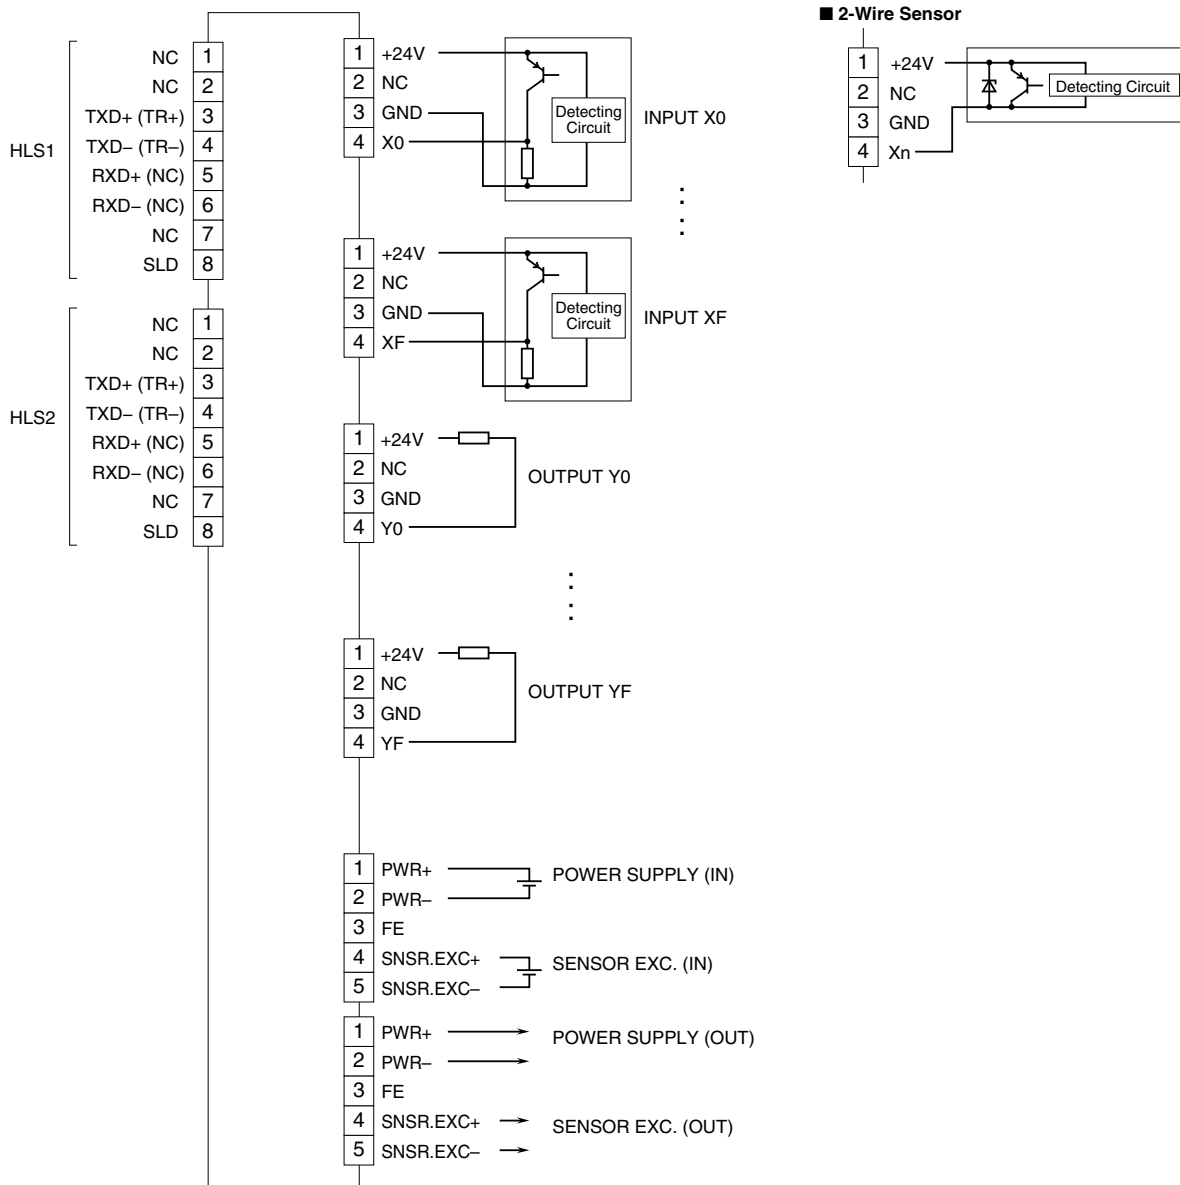 HLS1
NC 1
NC 2
TXD+ (TR+) 3
TXD– (TR–) 4
RXD+ (NC) 5
RXD– (NC) 6
NC 7
SLD 8
HLS2
NC 1
NC 2
TXD+ (TR+) 3
TXD– (TR–) 4
RXD+ (NC) 5
RXD– (NC) 6
NC 7
SLD 8
1 +24V
2 NC
3 GND
4 X0
Detecting
Circuit
INPUT X0
1 +24V
2 NC
3 GND
4 XF
Detecting
Circuit
INPUT XF
1 +24V
2 NC
3 GND
4 Y0
OUTPUT Y0
1 +24V
2 NC
3 GND
4 YF
OUTPUT YF
1 PWR+
2 PWR–
3 FE
4 SNSR.EXC+
5 SNSR.EXC–
POWER SUPPLY (IN)
SENSOR EXC. (IN)
1 PWR+
2 PWR–
3 FE
4 SNSR.EXC+
5 SNSR.EXC–
POWER SUPPLY (OUT)
SENSOR EXC. (OUT)
■ 2-Wire Sensor
1 +24V
2 NC
3 GND
4 Xn
Detecting Circuit